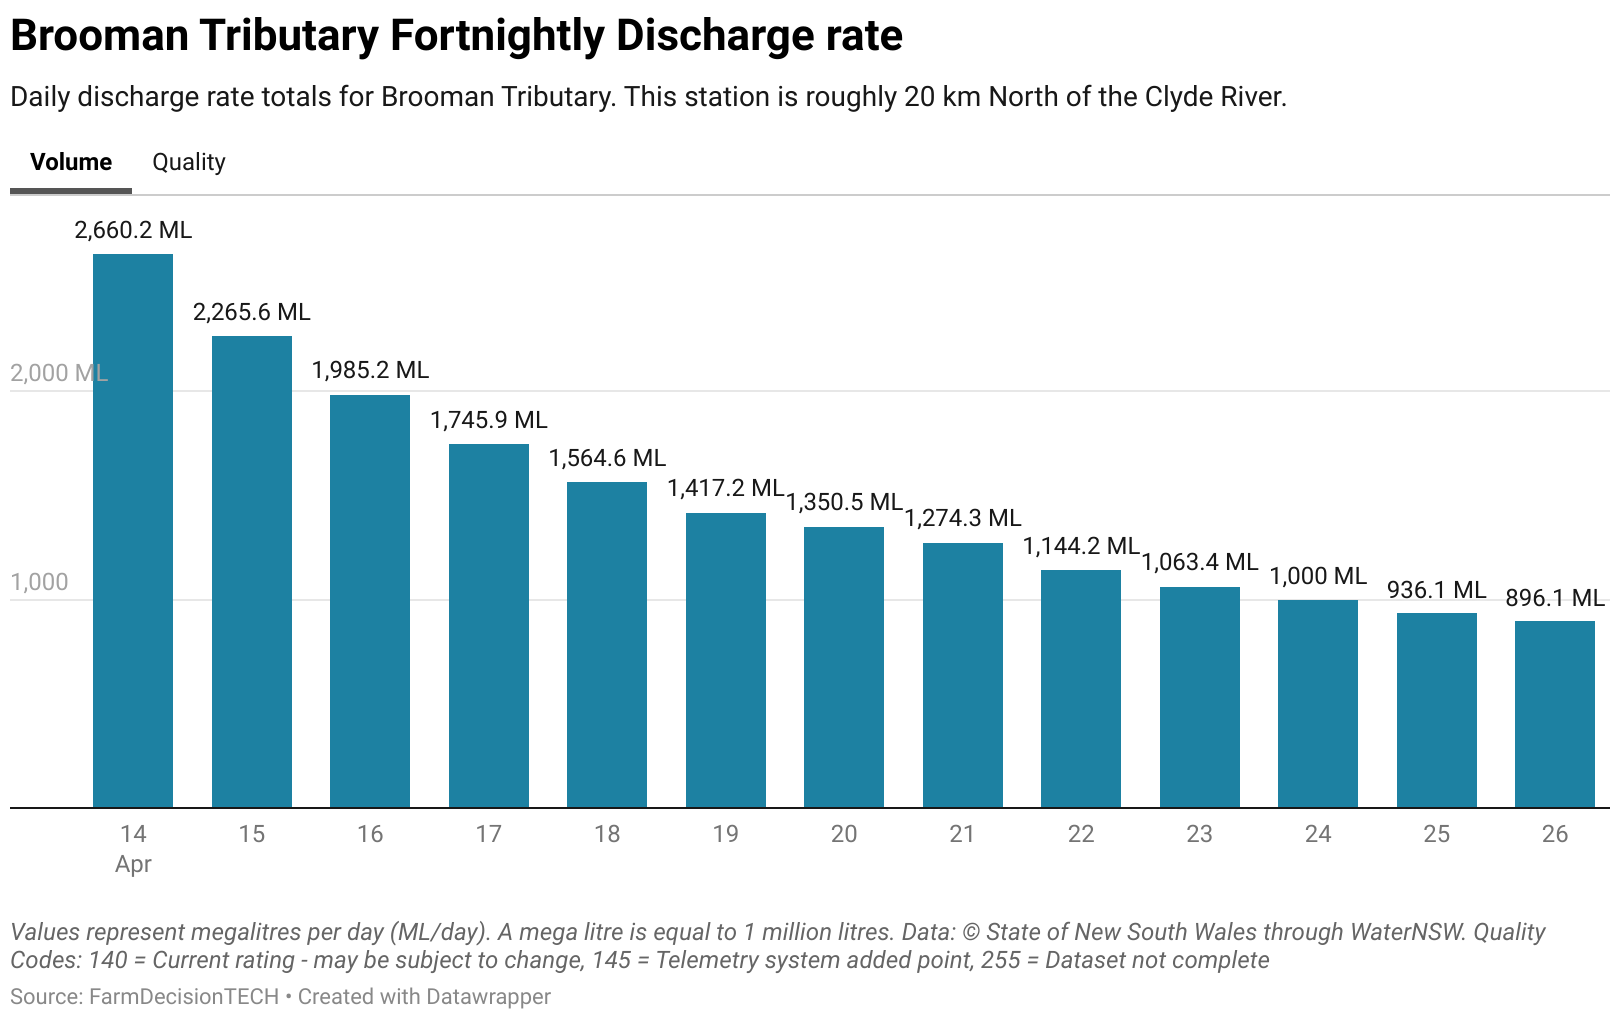 Brooman Tributary Fortnightly Discharge rate
Daily discharge rate totals for Brooman Tributary. This station is roughly 20 km North of the Clyde River.
Volume Quality
2,660.2 ML
2,265.6 ML
2,000 ML
1,985.2 ML
1,745.9 ML
1,564.6 ML
1,417.2 ML
1,350.5 ML
1,274.3 ML
1,144.2 ML
1,063.4 ML
1,000 ML
1,000
936.1 ML
896.1 ML
14 15 16 17 18 19 20 21 22 23 24 25 26
Apr
Values represent megalitres per day (ML/day). A mega litre is equal to 1 million litres. Data: © State of New South Wales through WaterNSW. Quality
Codes: 140 = Current rating - may be subject to change, 145 = Telemetry system added point, 255 = Dataset not complete
Source: FarmDecisionTECH • Created with Datawrapper